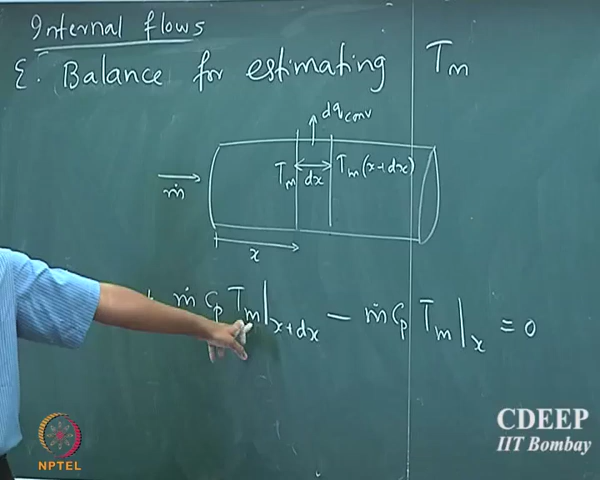 Internal flows
E. Balance for estimating Tm
dqconv
ṁ
Tm
dx
Tm(x+dx)
x
+ ṁ Cp Tm|x+dx − ṁ Cp Tm|x = 0
CDEEP
IIT Bombay
NPTEL